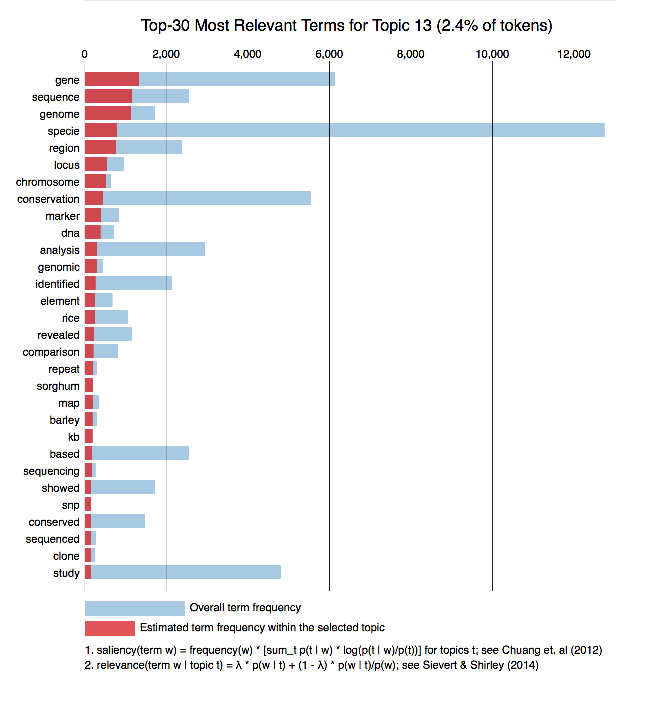 Top-30 Most Relevant Terms for Topic 13 (2.4% of tokens)
0 2,000 4,000 6,000 8,000 10,000 12,000
gene
sequence
genome
specie
region
locus
chromosome
conservation
marker
dna
analysis
genomic
identified
element
rice
revealed
comparison
repeat
sorghum
map
barley
kb
based
sequencing
showed
snp
conserved
sequenced
clone
study
Overall term frequency
Estimated term frequency within the selected topic
1. saliency(term w) = frequency(w) * [sum_t p(t | w) * log(p(t | w)/p(t))] for topics t; see Chuang et. al (2012)
2. relevance(term w | topic t) = λ * p(w | t) + (1 - λ) * p(w | t)/p(w); see Sievert & Shirley (2014)